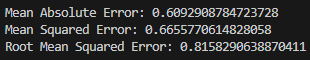 Mean Absolute Error: 0.6092908784723728
Mean Squared Error: 0.6655770614828058
Root Mean Squared Error: 0.8158290638870411